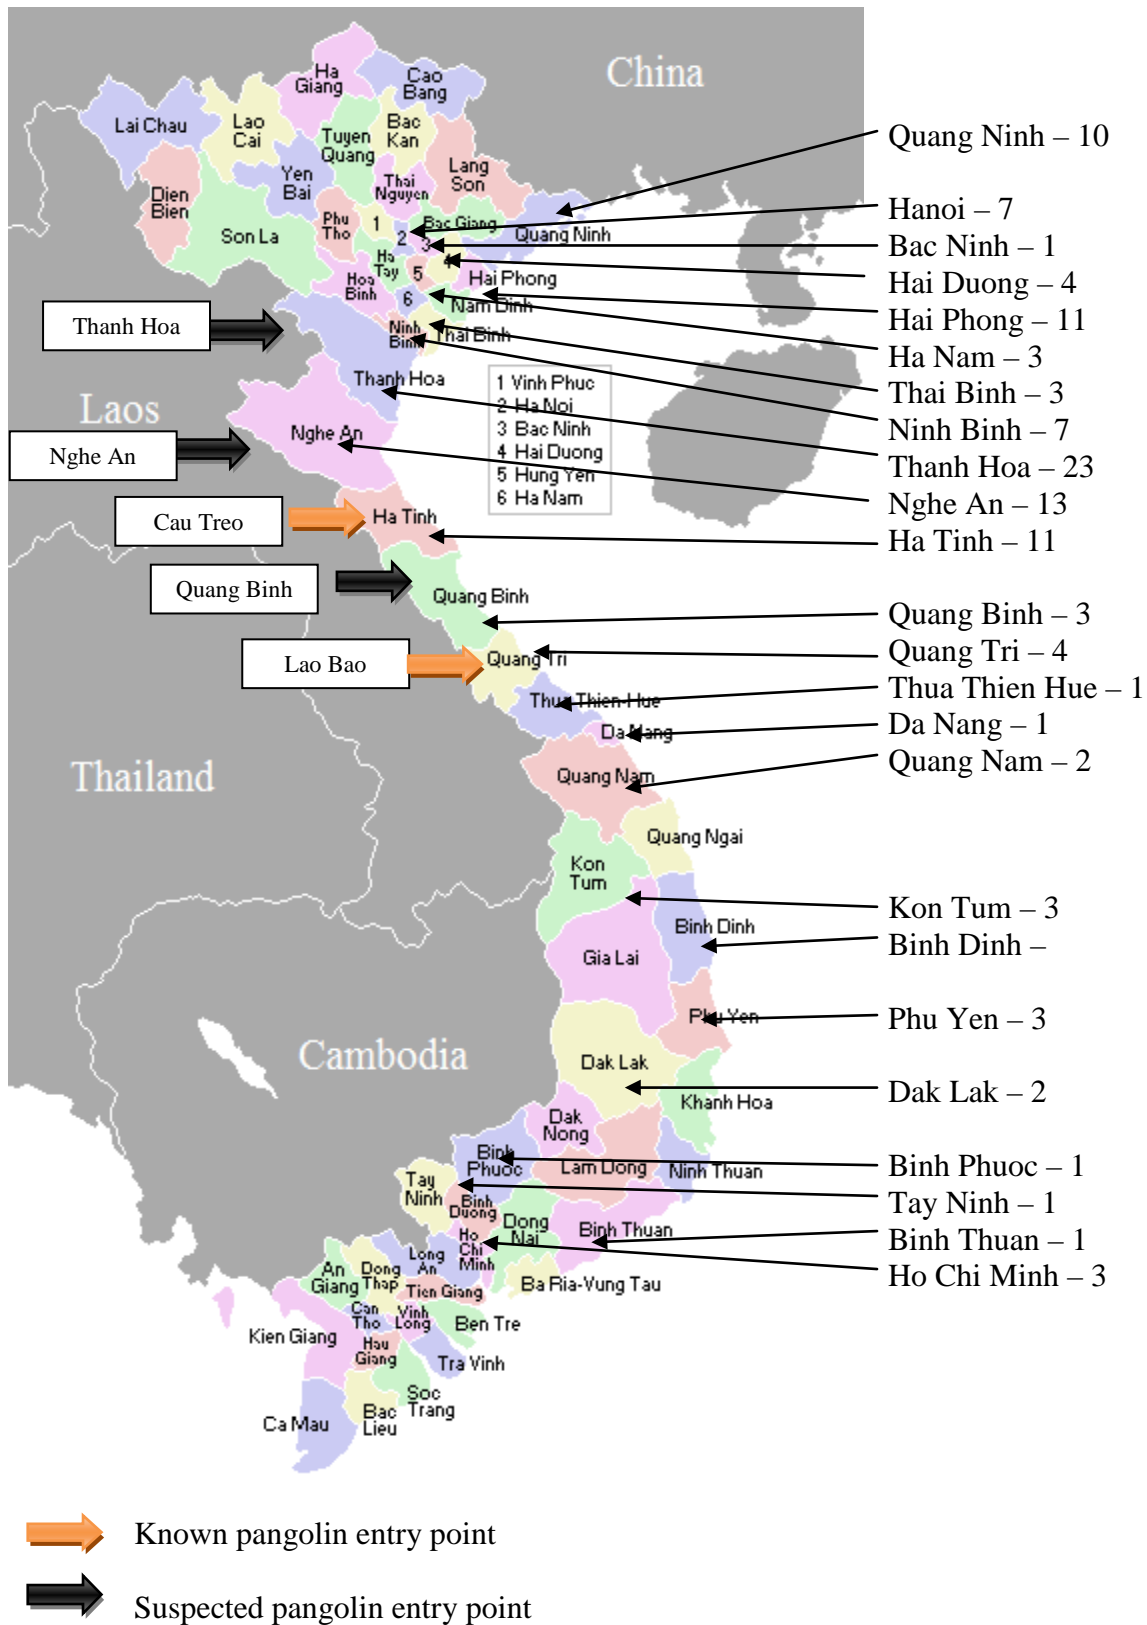 China
Laos
Thailand
Cambodia
Ha
Giang
Cao
Bang
Lai Chau
Lao
Cai
Tuyen
Quang
Bac
Kan
Lang
Son
Yen
Bai
Thai
Nguyen
Dien
Bien
Son La
Phu
Tho
1
2
3
4
5
6
Bac Giang
Quang Ninh
Ha
Tay
Hoa
Binh
Hai Phong
Nam Dinh
Ninh
Binh
Thai Binh
Thanh Hoa
Nghe An
Ha Tinh
Quang Binh
Quang Tri
Thua Thien-Hue
Da Nang
Quang Nam
Quang Ngai
Kon
Tum
Binh Dinh
Gia Lai
Phu Yen
Dak Lak
Khanh Hoa
Dak
Nong
Binh
Phuoc
Lam Dong
Ninh Thuan
Tay
Ninh
Binh
Duong
Dong
Nai
Binh Thuan
Ho
Chi
Minh
Long
An
An
Giang
Dong
Thap
Tien Giang
Ba Ria-Vung Tau
Can
Tho
Vinh
Long
Ben Tre
Kien Giang
Hau
Giang
Tra Vinh
Soc
Trang
Ca Mau
Bac
Lieu
1 Vinh Phuc
2 Ha Noi
3 Bac Ninh
4 Hai Duong
5 Hung Yen
6 Ha Nam
Thanh Hoa
Nghe An
Cau Treo
Quang Binh
Lao Bao
Quang Ninh – 10
Hanoi – 7
Bac Ninh – 1
Hai Duong – 4
Hai Phong – 11
Ha Nam – 3
Thai Binh – 3
Ninh Binh – 7
Thanh Hoa – 23
Nghe An – 13
Ha Tinh – 11
Quang Binh – 3
Quang Tri – 4
Thua Thien Hue – 1
Da Nang – 1
Quang Nam – 2
Kon Tum – 3
Binh Dinh –
Phu Yen – 3
Dak Lak – 2
Binh Phuoc – 1
Tay Ninh – 1
Binh Thuan – 1
Ho Chi Minh – 3
Known pangolin entry point
Suspected pangolin entry point